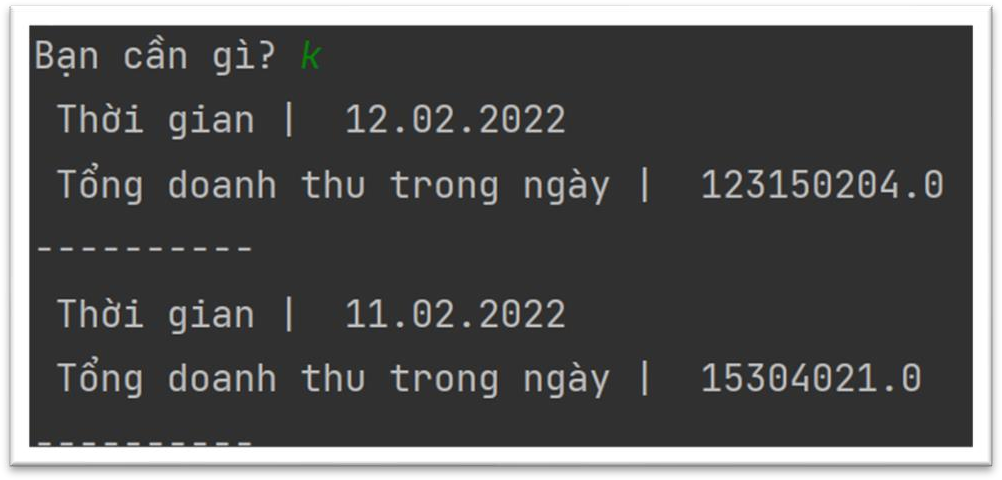 Bạn cần gì? k
Thời gian |  12.02.2022
Tổng doanh thu trong ngày |  123150204.0
----------
Thời gian |  11.02.2022
Tổng doanh thu trong ngày |  15304021.0
----------